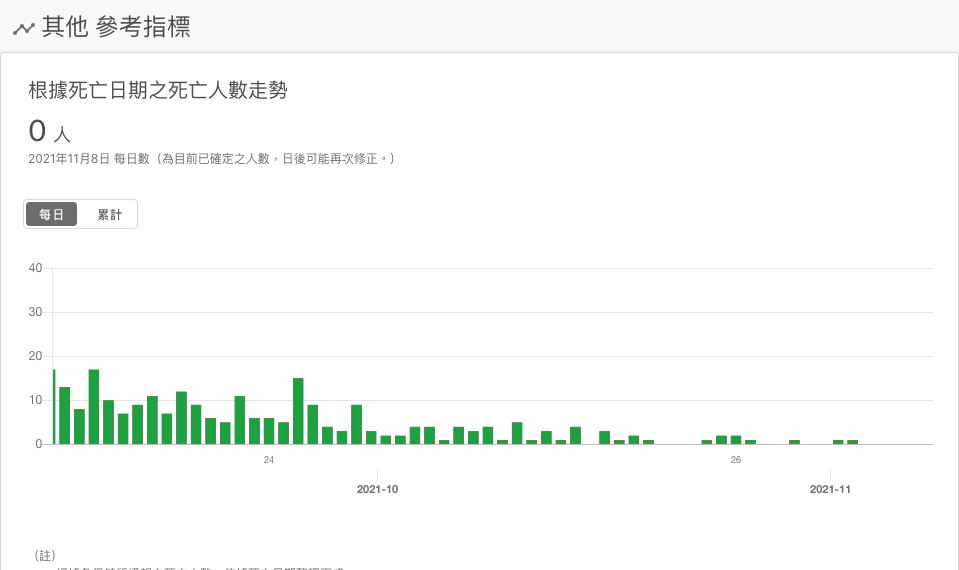 其他 參考指標
根據死亡日期之死亡人數走勢
0 人
2021年11月8日 每日數（為目前已確定之人數，日後可能再次修正。）
每日 累計
40
30
20
10
0
24 26
2021-10 2021-11
（註）